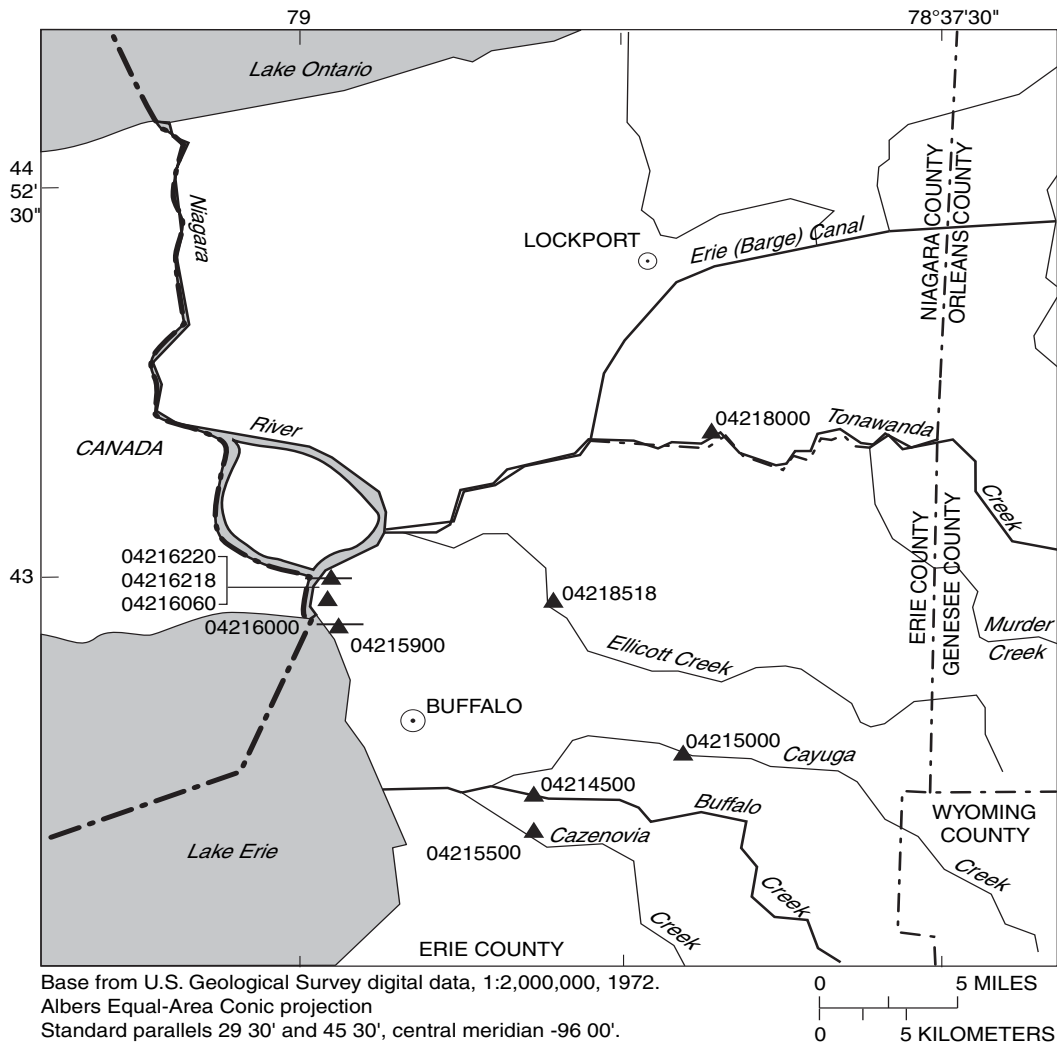 79
78°37'30"
Lake Ontario
44
52'
30"
Niagara
NIAGARA COUNTY
ORLEANS COUNTY
LOCKPORT
Erie (Barge) Canal
04218000
Tonawanda
River
CANADA
Creek
04216220
43
04216218
04218518
04216060
ERIE COUNTY
GENESEE COUNTY
04216000
04215900
Murder
Creek
Ellicott Creek
BUFFALO
04215000
Cayuga
04214500
Buffalo
WYOMING
COUNTY
Cazenovia
Lake Erie
04215500
Creek
Creek
Creek
ERIE COUNTY
Base from U.S. Geological Survey digital data, 1:2,000,000, 1972.
Albers Equal-Area Conic projection
Standard parallels 29 30' and 45 30', central meridian -96 00'.
0 5 MILES
0 5 KILOMETERS